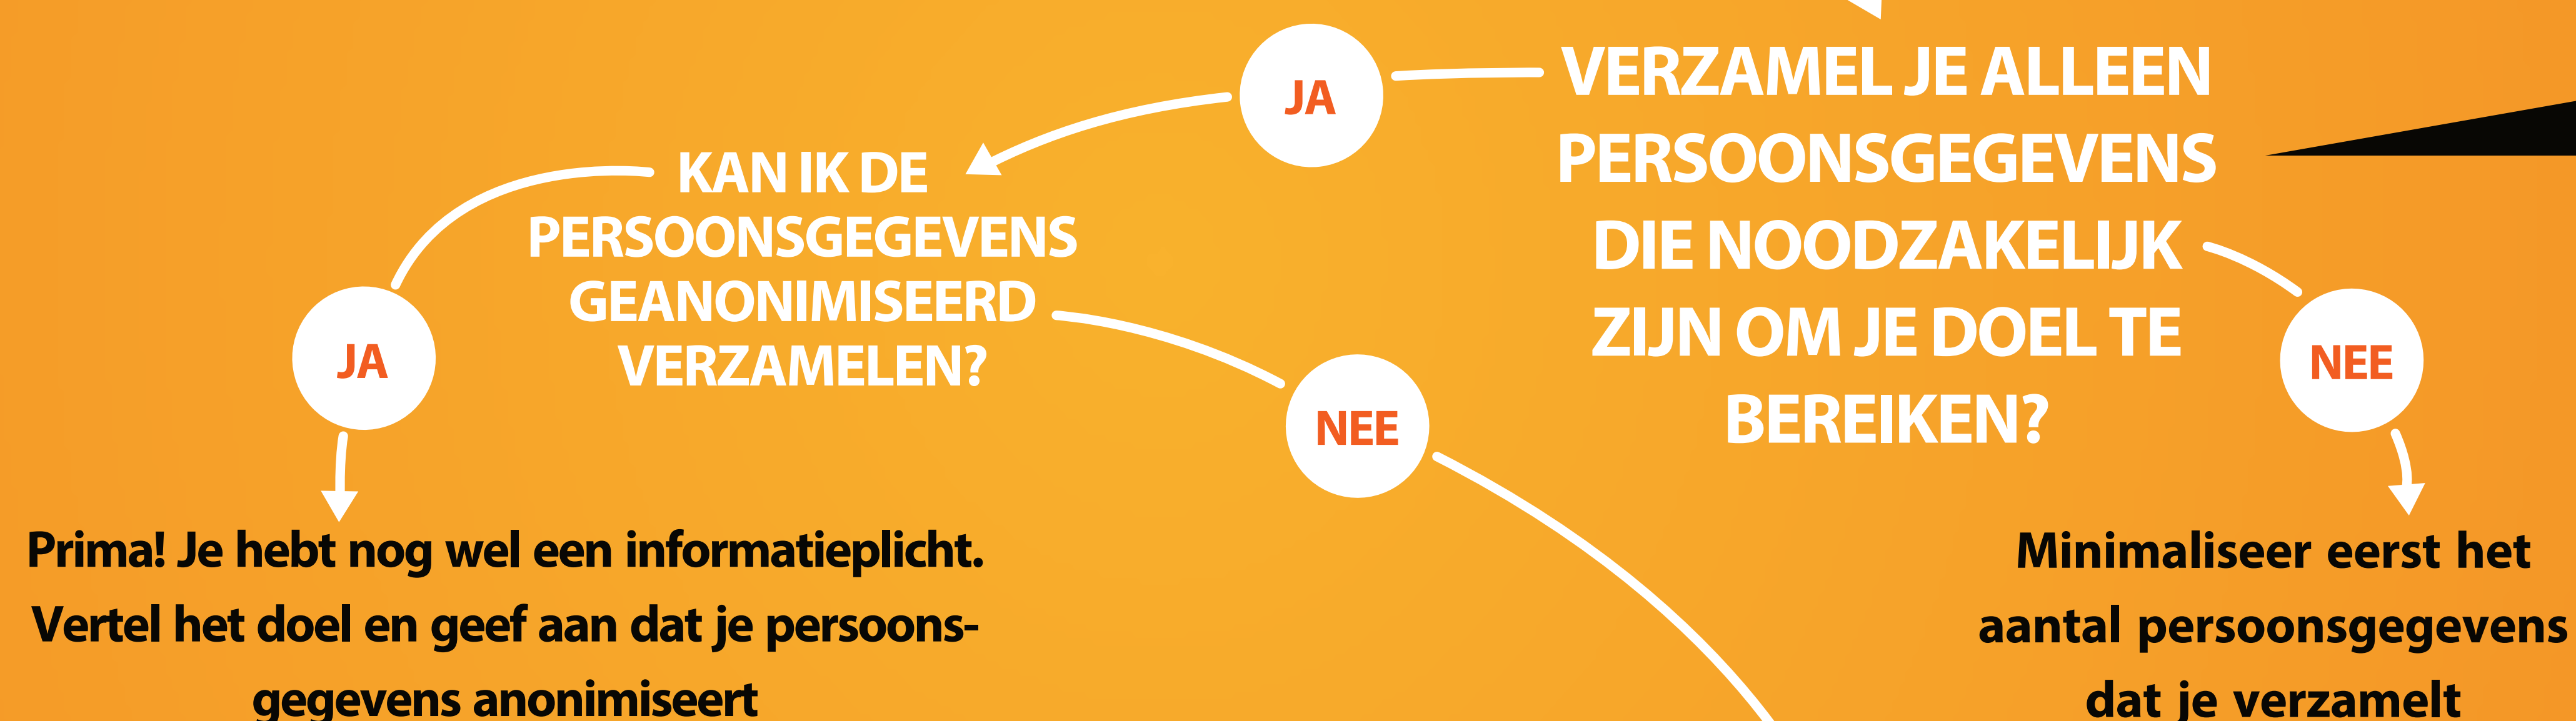 VERZAMEL JE ALLEEN
PERSOONSGEGEVENS
DIE NOODZAKELIJK
ZIJN OM JE DOEL TE
BEREIKEN?
JA
NEE
KAN IK DE
PERSOONSGEGEVENS
GEANONIMISEERD
VERZAMELEN?
JA
NEE
Prima! Je hebt nog wel een informatieplicht.
Vertel het doel en geef aan dat je persoons-
gegevens anonimiseert
Minimaliseer eerst het
aantal persoonsgegevens
dat je verzamelt